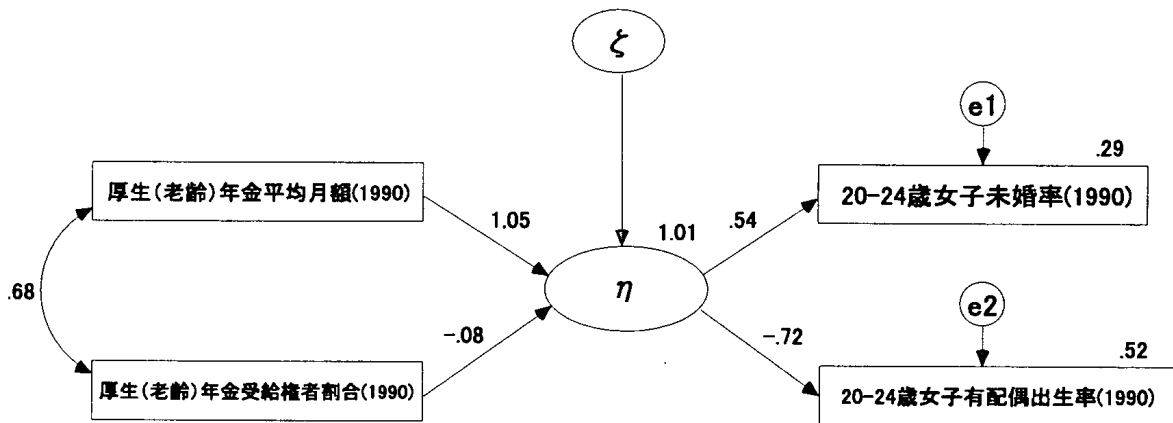 ζ
e1
.29
厚生(老齢)年金平均月額(1990)
20-24歳女子未婚率(1990)
1.05
1.01
.54
.68
η
e2
-.08
-.72
.52
厚生(老齢)年金受給権者割合(1990)
20-24歳女子有配偶出生率(1990)